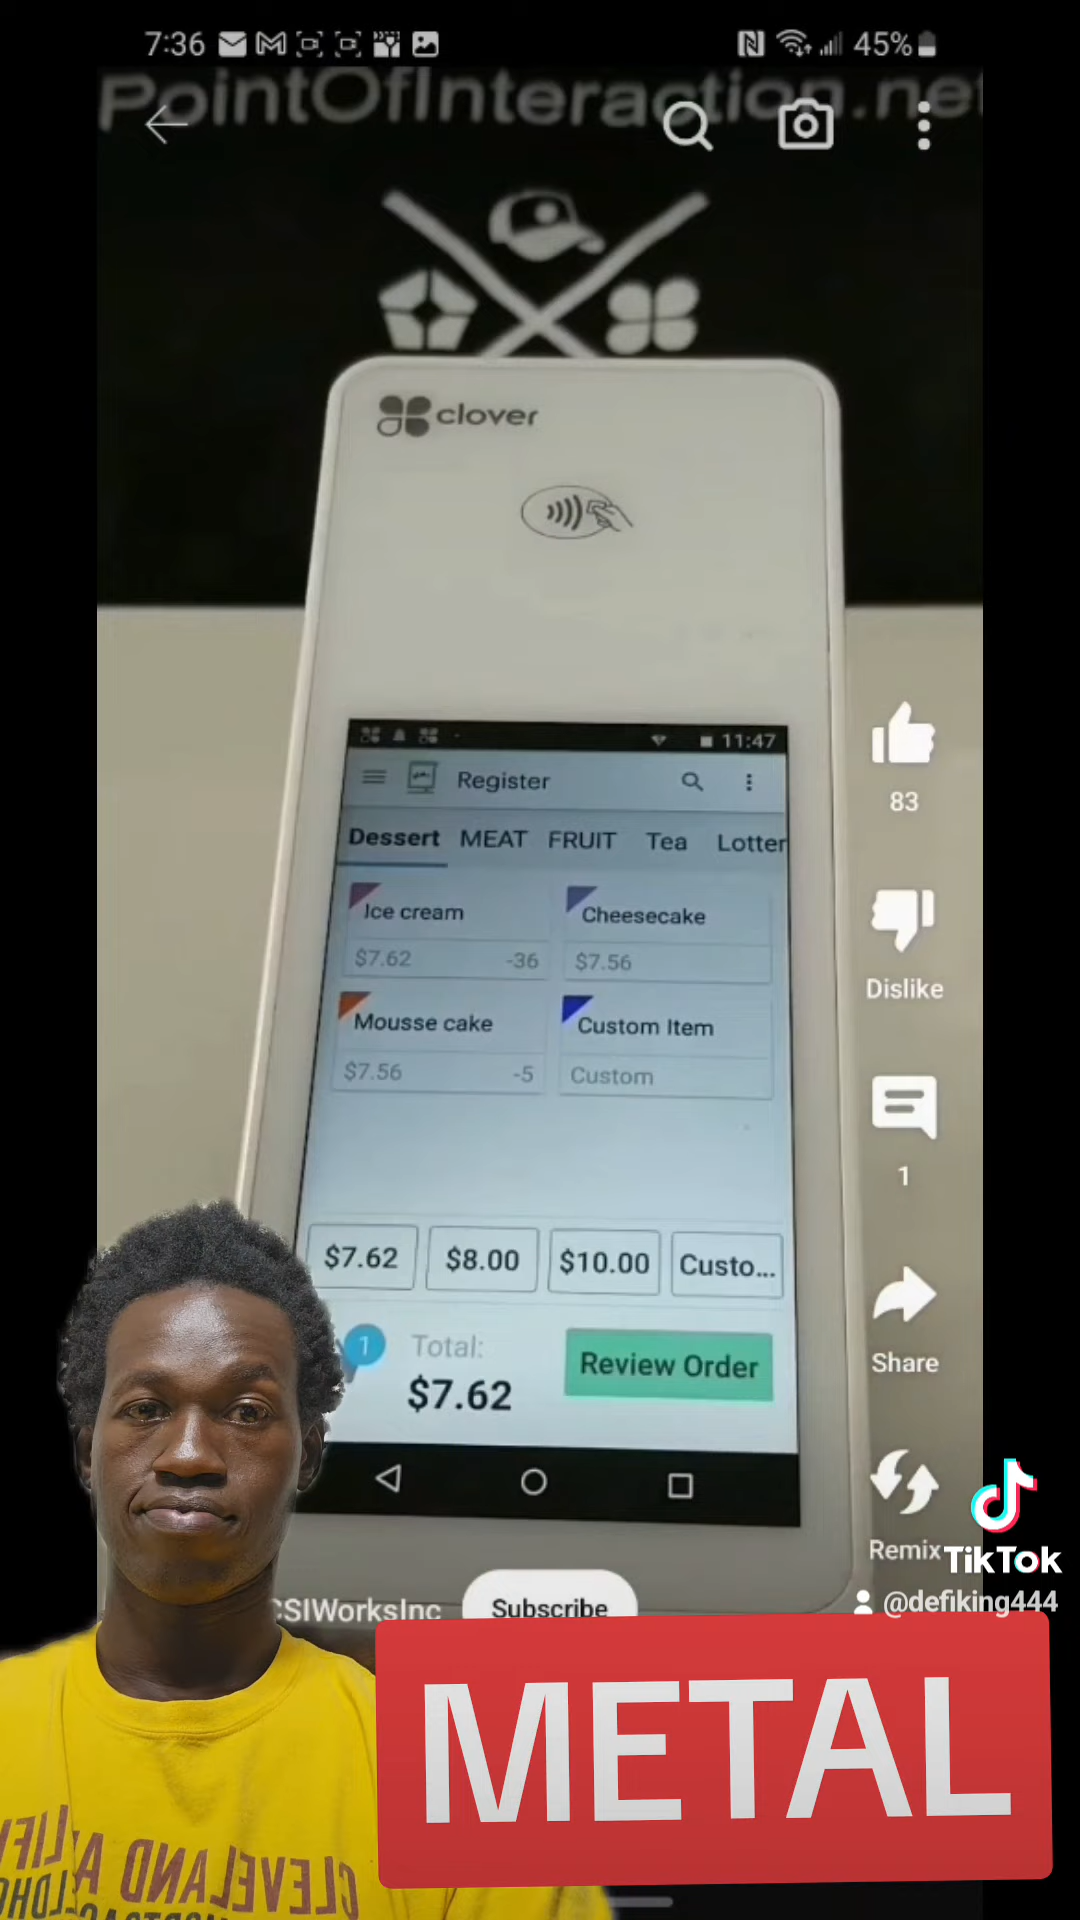 7:36
45%
PointOfInteraction.net
clover
11:47
Register
Dessert MEAT FRUIT Tea Lotter
Ice cream
$7.62 -36
Cheesecake
$7.56
Mousse cake
$7.56 -5
Custom Item
Custom
$7.62 $8.00 $10.00 Custo...
1
Total:
$7.62
Review Order
83
Dislike
1
Share
Remix
TikTok
@defiking444
CSIWorksInc
Subscribe
METAL
CLEVELAND A
LIF